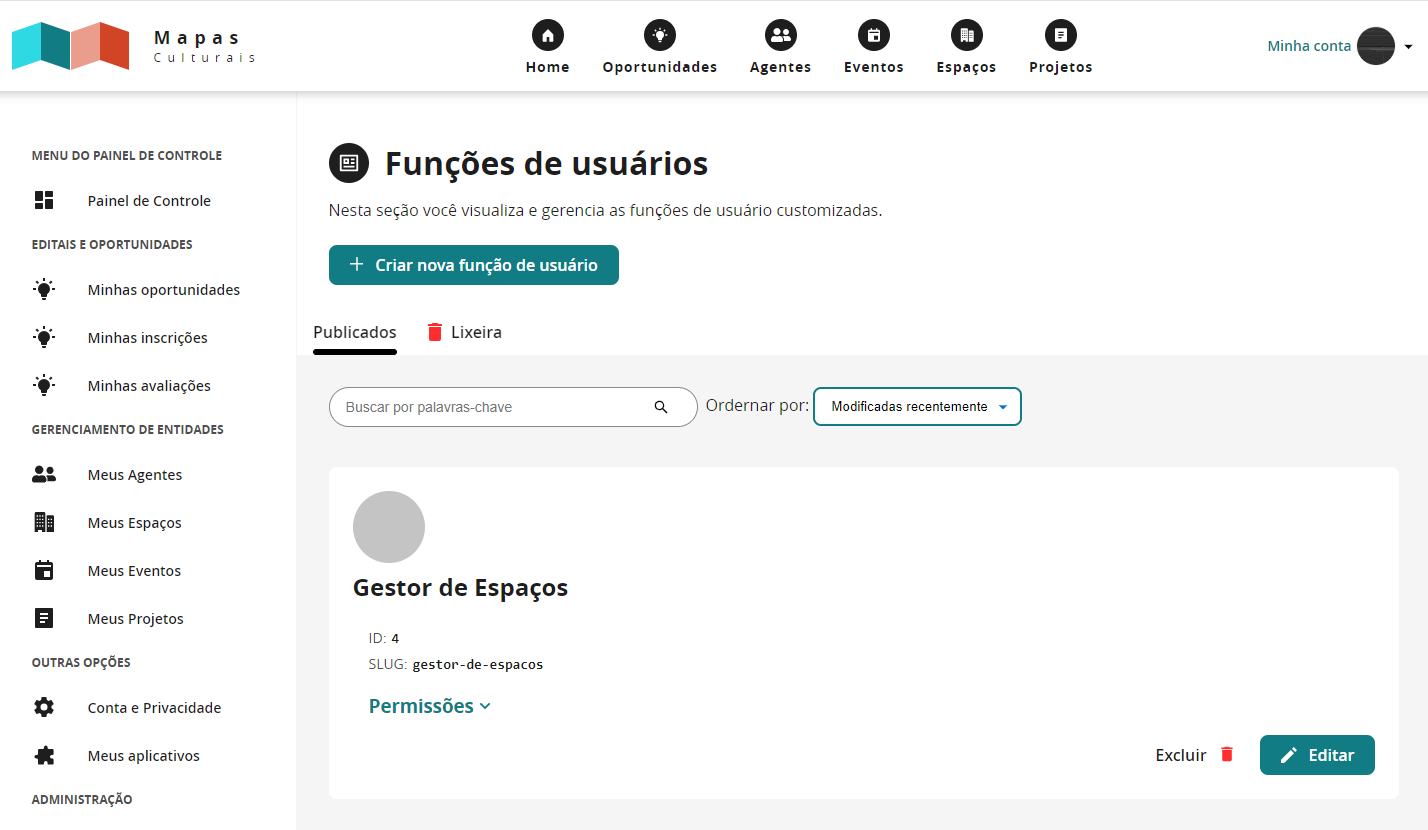 Mapas
Culturais
Home
Oportunidades
Agentes
Eventos
Espaços
Projetos
Minha conta
MENU DO PAINEL DE CONTROLE
Painel de Controle
EDITAIS E OPORTUNIDADES
Minhas oportunidades
Minhas inscrições
Minhas avaliações
GERENCIAMENTO DE ENTIDADES
Meus Agentes
Meus Espaços
Meus Eventos
Meus Projetos
OUTRAS OPÇÕES
Conta e Privacidade
Meus aplicativos
ADMINISTRAÇÃO
Funções de usuários
Nesta seção você visualiza e gerencia as funções de usuário customizadas.
Criar nova função de usuário
Publicados
Lixeira
Buscar por palavras-chave
Ordernar por:
Modificadas recentemente
Gestor de Espaços
ID: 4
SLUG: gestor-de-espacos
Permissões
Excluir
Editar